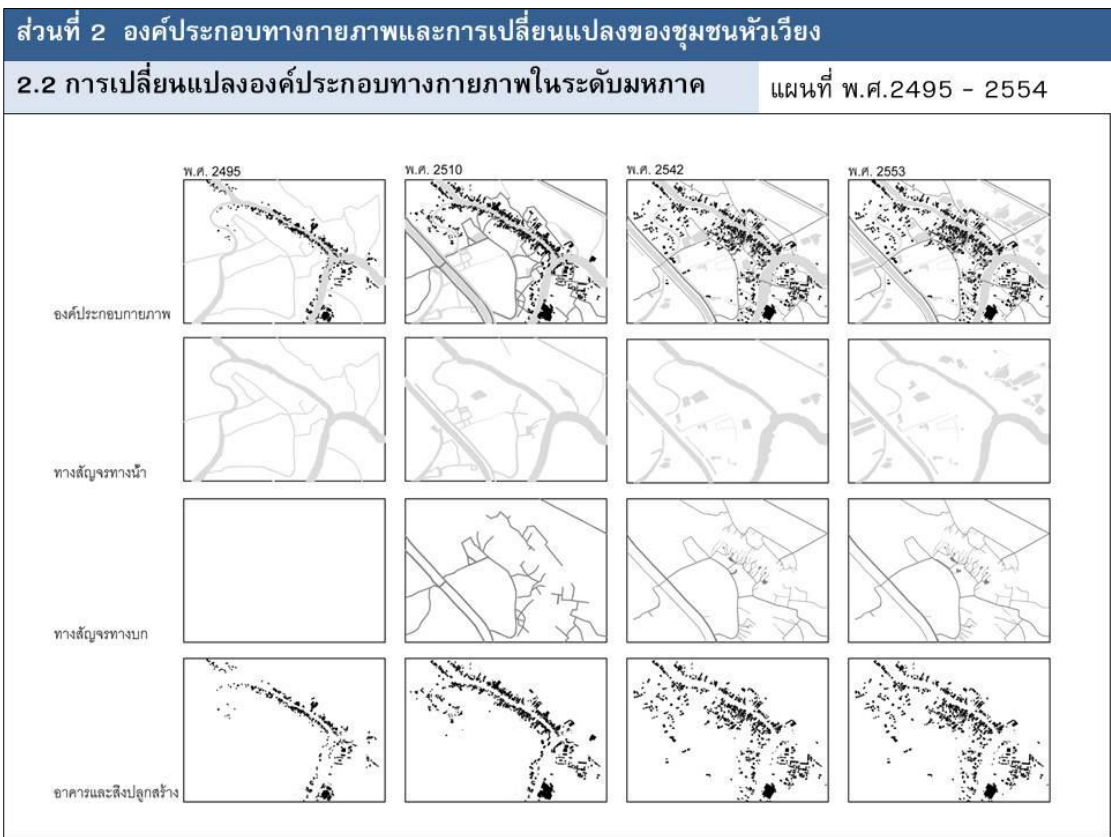 ส่วนที่ 2 องค์ประกอบทางกายภาพและการเปลี่ยนแปลงของชุมชนหัวเวียง
2.2 การเปลี่ยนแปลงองค์ประกอบทางกายภาพในระดับมหภาค แผนที่ พ.ศ.2495 - 2554
พ.ศ. 2495 พ.ศ. 2510 พ.ศ. 2542 พ.ศ. 2553
องค์ประกอบกายภาพ
ทางสัญจรทางน้ำ
ทางสัญจรทางบก
อาคารและสิ่งปลูกสร้าง